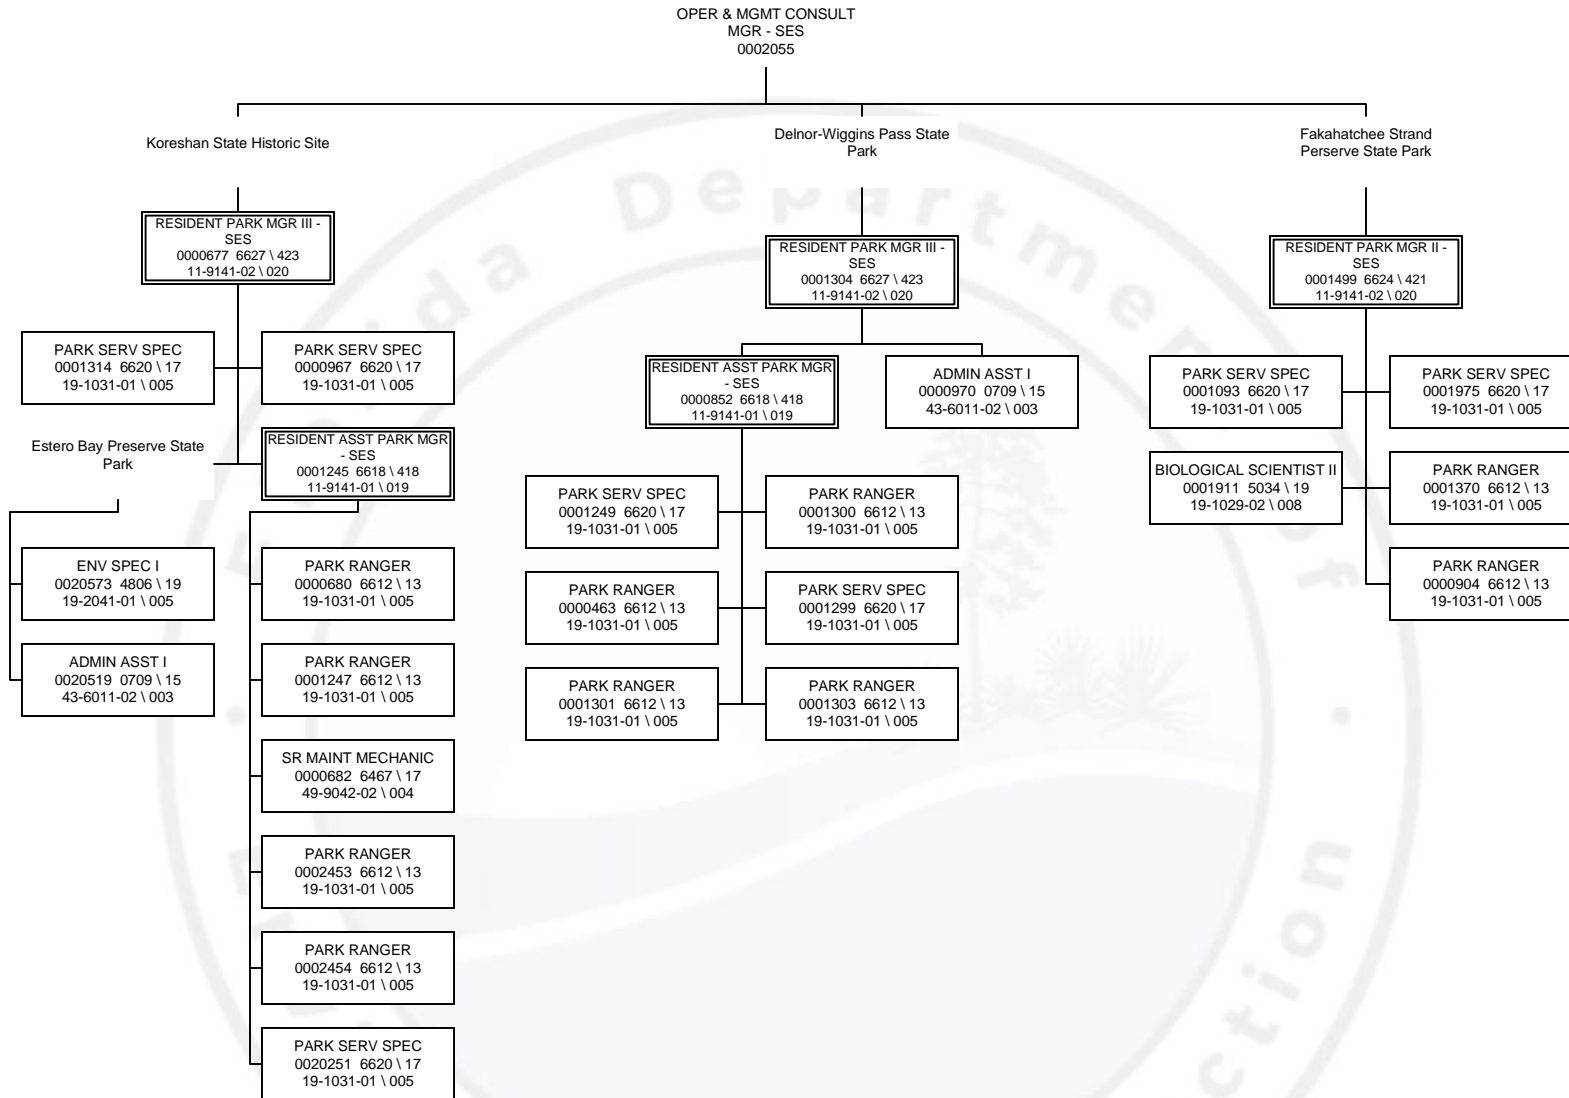 OPER & MGMT CONSULT
MGR - SES
0002055
Koreshan State Historic Site
Delnor-Wiggins Pass State
Park
Fakahatchee Strand
Perserve State Park
RESIDENT PARK MGR III -
SES
0000677 6627 \ 423
11-9141-02 \ 020
RESIDENT PARK MGR III -
SES
0001304 6627 \ 423
11-9141-02 \ 020
RESIDENT PARK MGR II -
SES
0001499 6624 \ 421
11-9141-02 \ 020
PARK SERV SPEC
0001314 6620 \ 17
19-1031-01 \ 005
PARK SERV SPEC
0000967 6620 \ 17
19-1031-01 \ 005
Estero Bay Preserve State
Park
RESIDENT ASST PARK MGR
- SES
0001245 6618 \ 418
11-9141-01 \ 019
ENV SPEC I
0020573 4806 \ 19
19-2041-01 \ 005
ADMIN ASST I
0020519 0709 \ 15
43-6011-02 \ 003
PARK RANGER
0000680 6612 \ 13
19-1031-01 \ 005
PARK RANGER
0001247 6612 \ 13
19-1031-01 \ 005
SR MAINT MECHANIC
0000682 6467 \ 17
49-9042-02 \ 004
PARK RANGER
0002453 6612 \ 13
19-1031-01 \ 005
PARK RANGER
0002454 6612 \ 13
19-1031-01 \ 005
PARK SERV SPEC
0020251 6620 \ 17
19-1031-01 \ 005
RESIDENT ASST PARK MGR
- SES
0000852 6618 \ 418
11-9141-01 \ 019
ADMIN ASST I
0000970 0709 \ 15
43-6011-02 \ 003
PARK SERV SPEC
0001249 6620 \ 17
19-1031-01 \ 005
PARK RANGER
0001300 6612 \ 13
19-1031-01 \ 005
PARK RANGER
0000463 6612 \ 13
19-1031-01 \ 005
PARK SERV SPEC
0001299 6620 \ 17
19-1031-01 \ 005
PARK RANGER
0001301 6612 \ 13
19-1031-01 \ 005
PARK RANGER
0001303 6612 \ 13
19-1031-01 \ 005
PARK SERV SPEC
0001093 6620 \ 17
19-1031-01 \ 005
PARK SERV SPEC
0001975 6620 \ 17
19-1031-01 \ 005
BIOLOGICAL SCIENTIST II
0001911 5034 \ 19
19-1029-02 \ 008
PARK RANGER
0001370 6612 \ 13
19-1031-01 \ 005
PARK RANGER
0000904 6612 \ 13
19-1031-01 \ 005
Department of